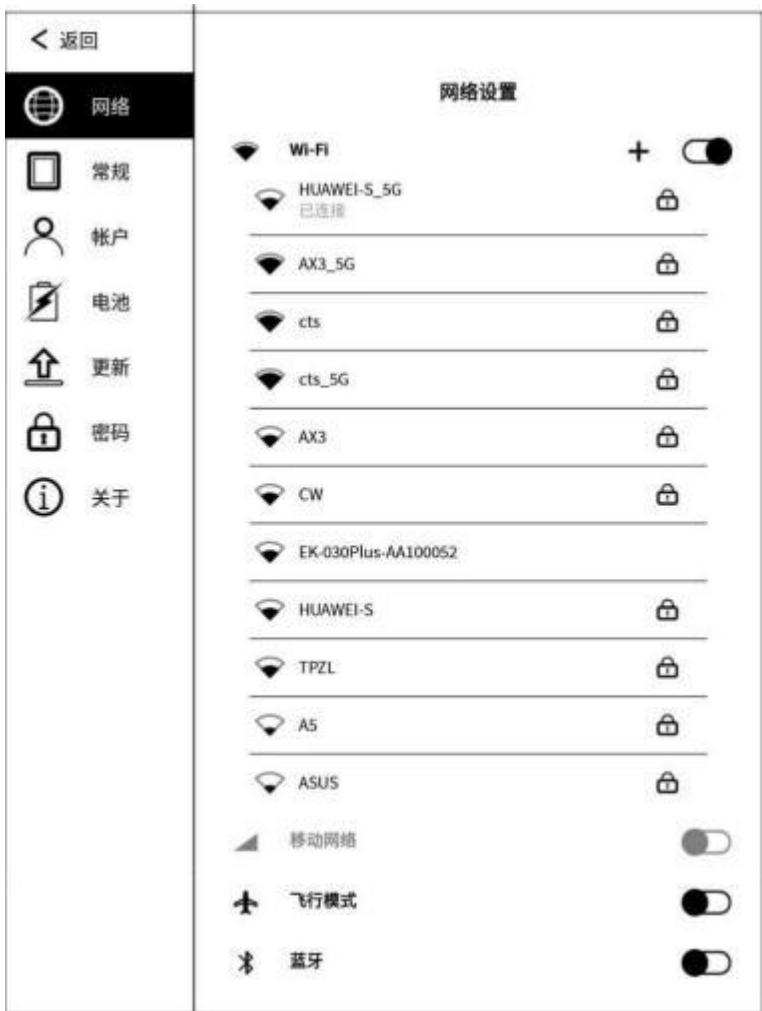 返回
网络
常规
帐户
电池
更新
密码
关于
网络设置
Wi-Fi
HUAWEI-S_5G
已连接
AX3_5G
cts
cts_5G
AX3
CW
EK-030Plus-AA100052
HUAWEI-S
TPZL
A5
ASUS
移动网络
飞行模式
蓝牙